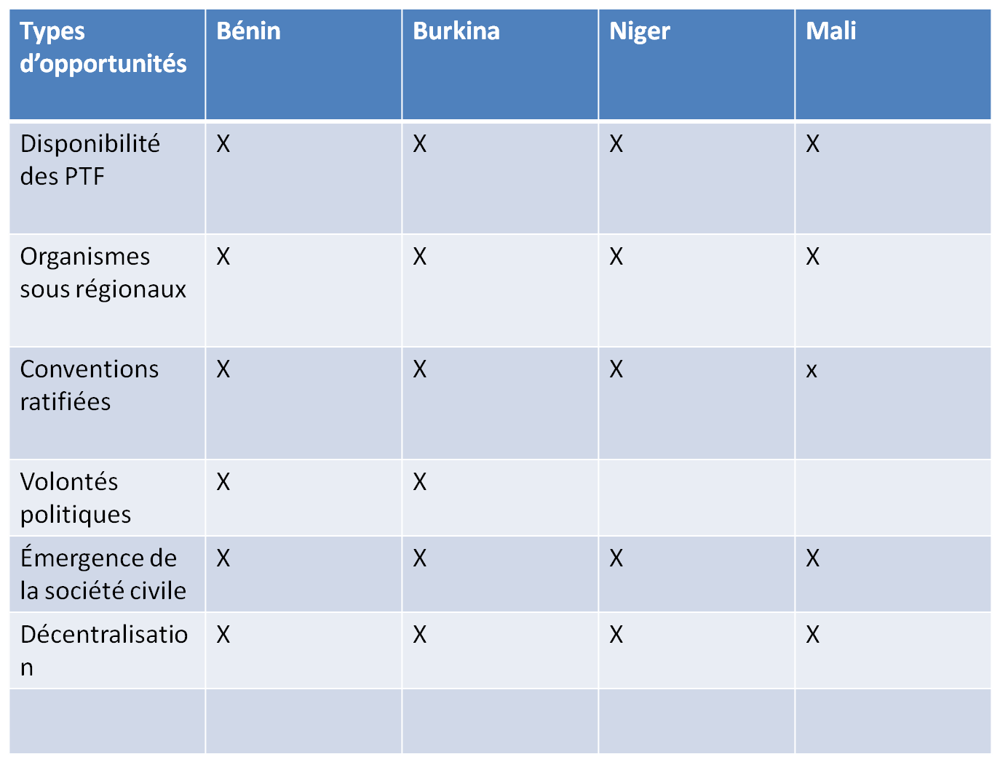 Types Bénin Burkina Niger Mali
d’opportunités
Disponibilité X X X X
des PTF
Organismes X X X X
sous régionaux
Conventions X X X x
ratifiées
Volontés X X
politiques
Émergence de X X X X
la société civile
Décentralisatio X X X X
n